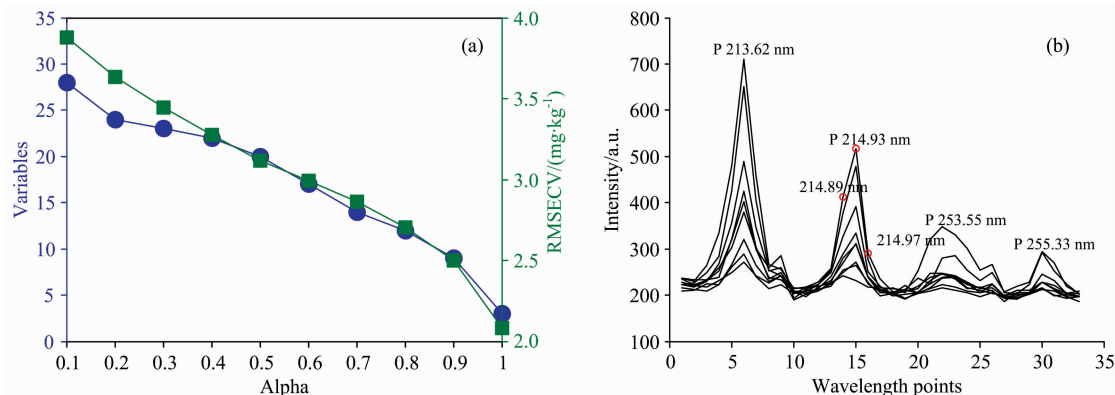 (a)
35
30
25
20
15
10
5
0
Variables
4.0
3.5
3.0
2.5
2.0
RMSECV/(mg·kg⁻¹)
0.1 0.2 0.3 0.4 0.5 0.6 0.7 0.8 0.9 1
Alpha
(b)
800
700
600
500
400
300
200
100
Intensity/a.u.
P 213.62 nm
P 214.93 nm
214.89 nm
214.97 nm
P 253.55 nm
P 255.33 nm
0 5 10 15 20 25 30 35
Wavelength points